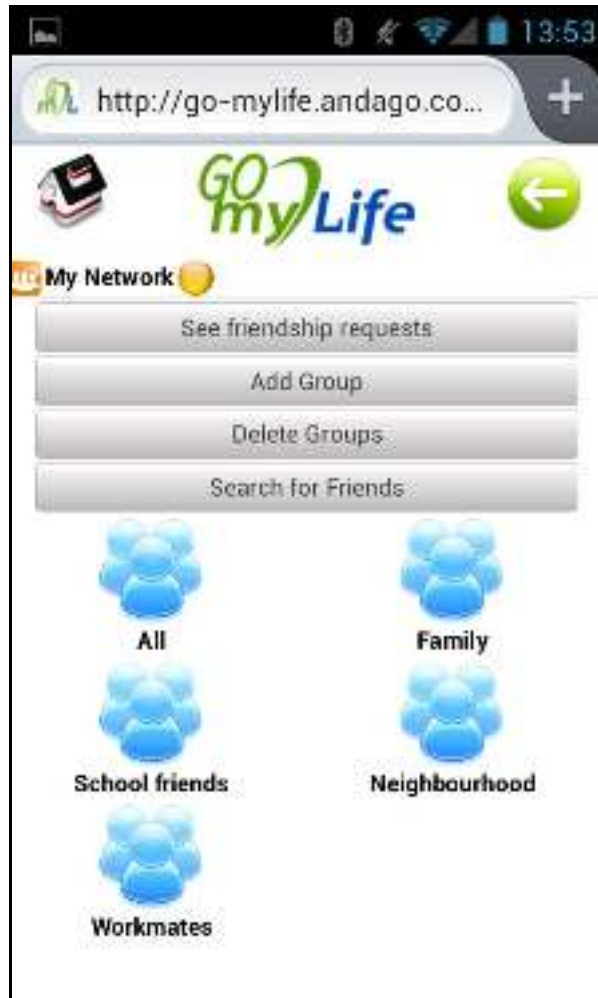 13:53
http://go-mylife.andago.co...
GO
my Life
My Network
See friendship requests
Add Group
Delete Groups
Search for Friends
All
Family
School friends
Neighbourhood
Workmates